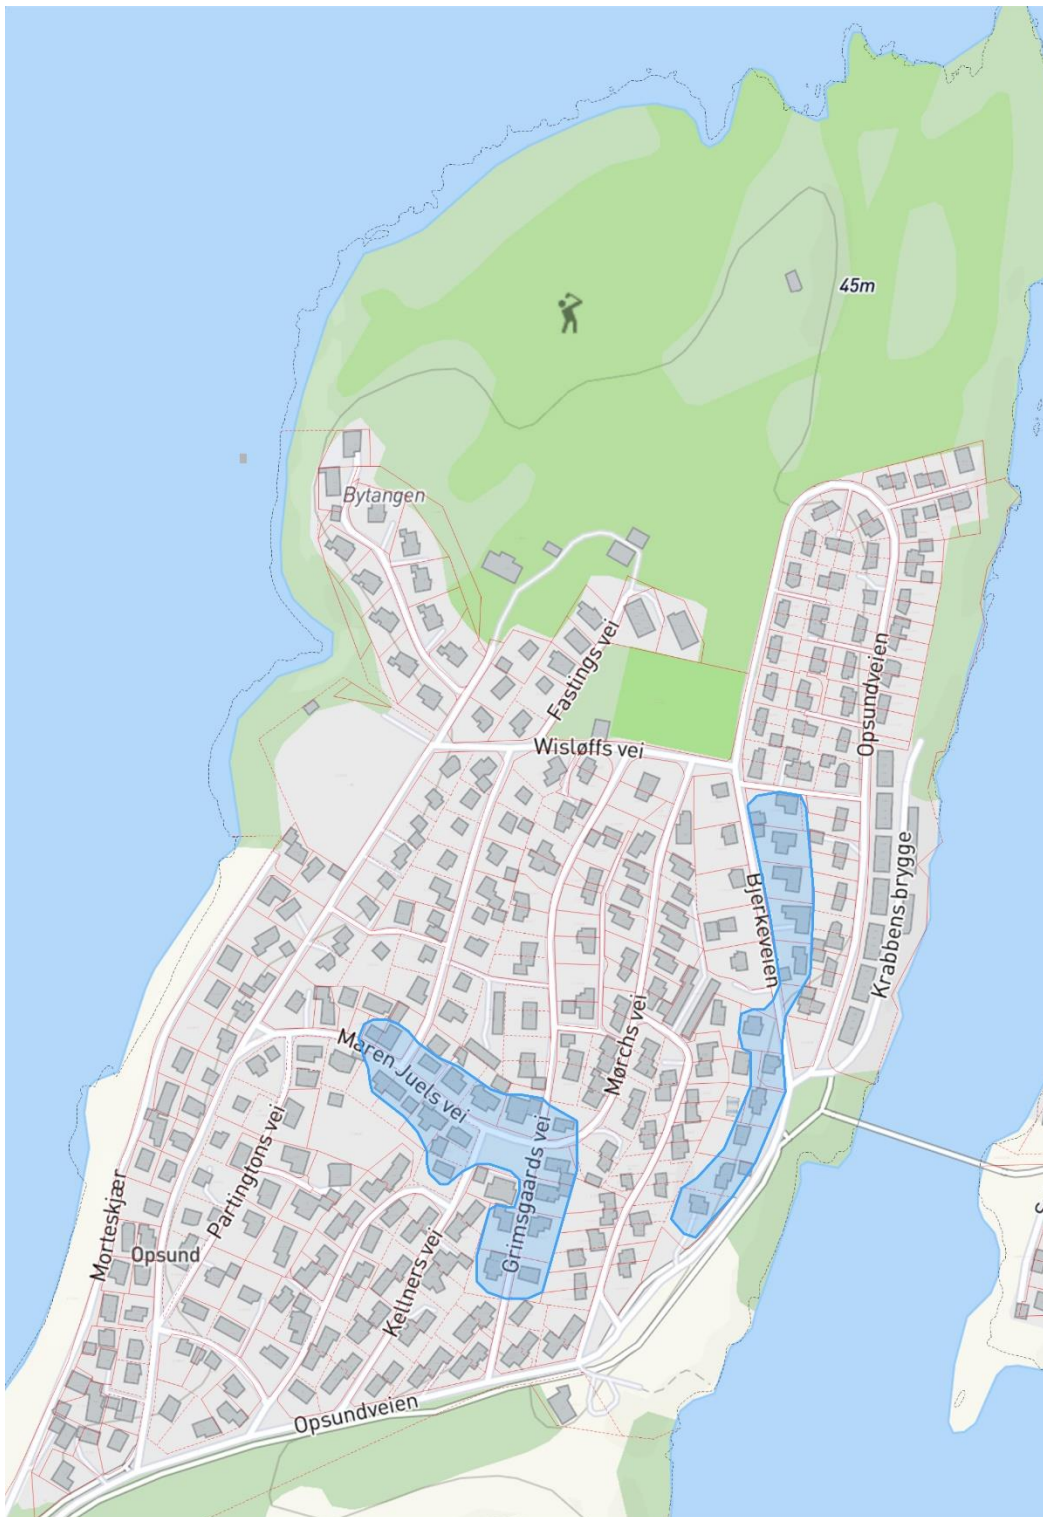 45m
Bytangen
Fastings vei
Opsundveien
Wisløffs vei
Krabbens brygge
Bjerkeveien
Mørchs vei
Maren Juels vei
Grimsgaards vei
Partingtons vei
Morteskjær
Opsund
Kellners vei
Opsundveien